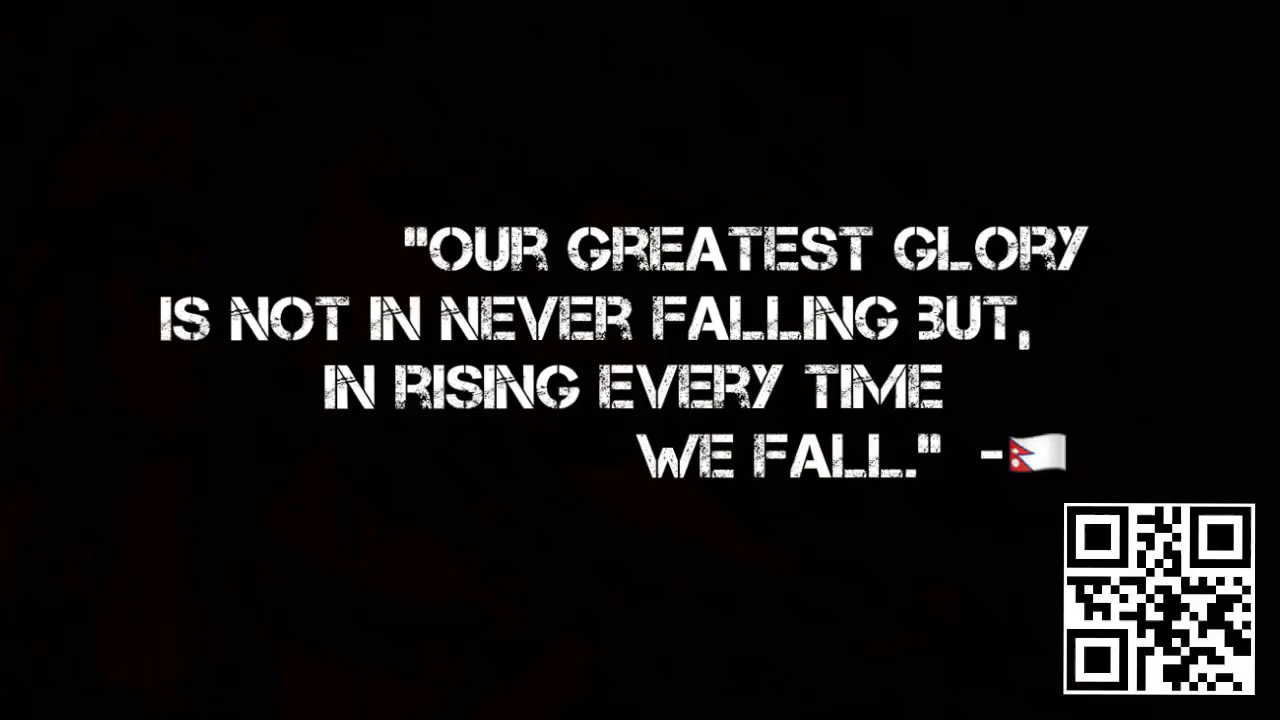 "OUR GREATEST GLORY
IS NOT IN NEVER FALLING BUT,
IN RISING EVERY TIME
WE FALL." -🇳🇵